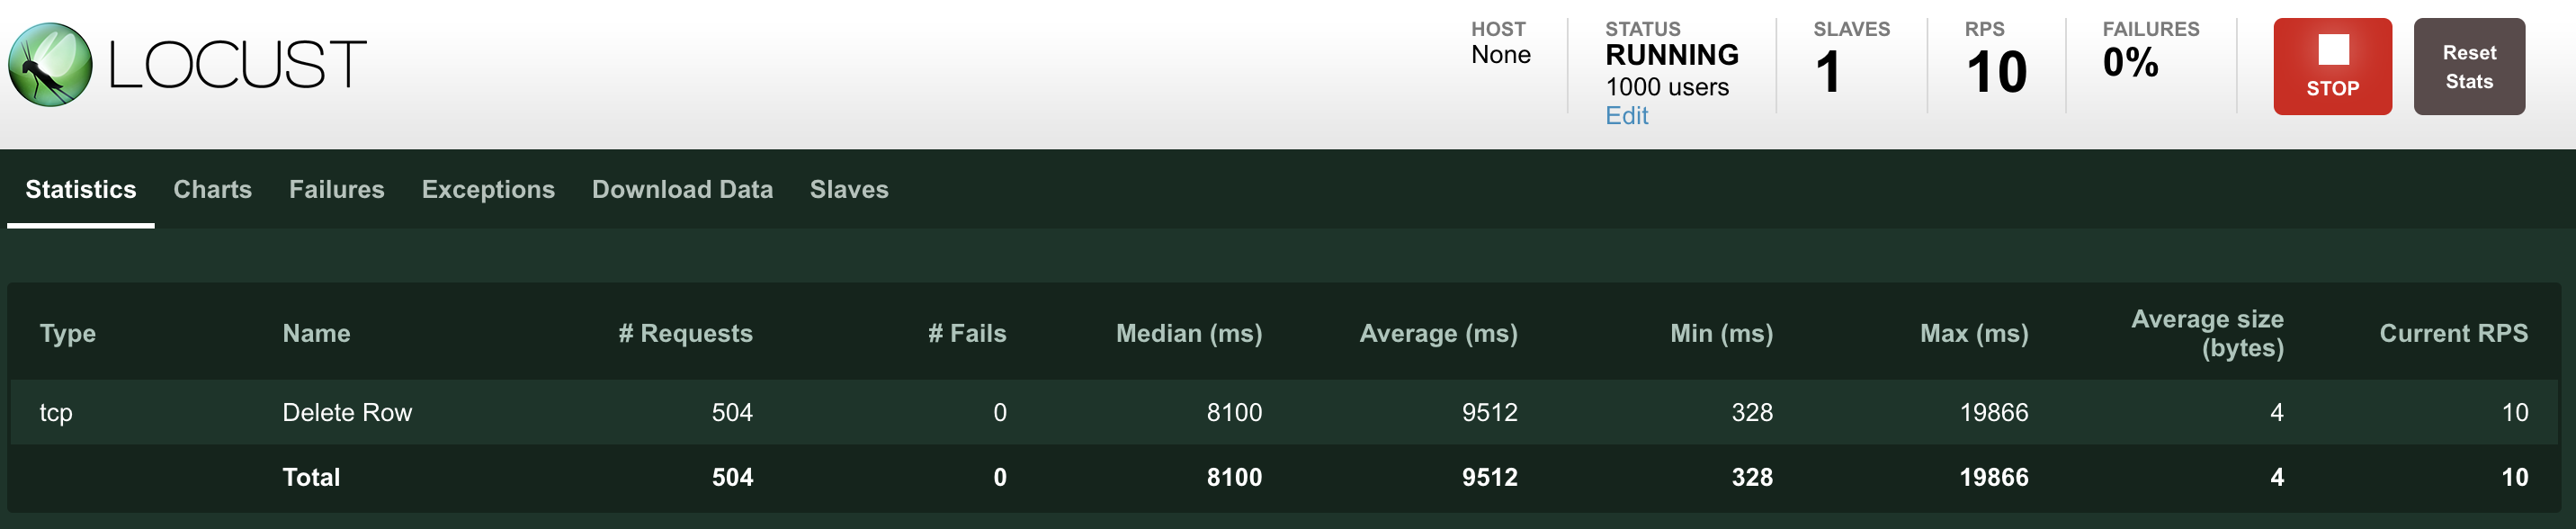 LOCUST
HOST
None
STATUS
RUNNING
1000 users
Edit
SLAVES
1
RPS
10
FAILURES
0%
STOP
Reset
Stats
Statistics Charts Failures Exceptions Download Data Slaves
Type Name # Requests # Fails Median (ms) Average (ms) Min (ms) Max (ms) Average size (bytes) Current RPS
tcp Delete Row 504 0 8100 9512 328 19866 4 10
Total 504 0 8100 9512 328 19866 4 10